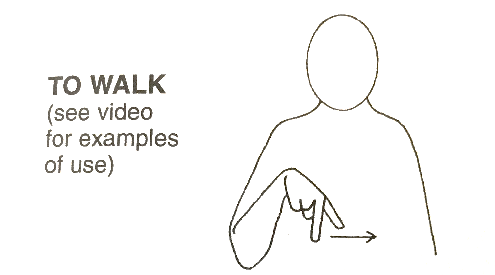 TO WALK
(see video
for examples
of use)